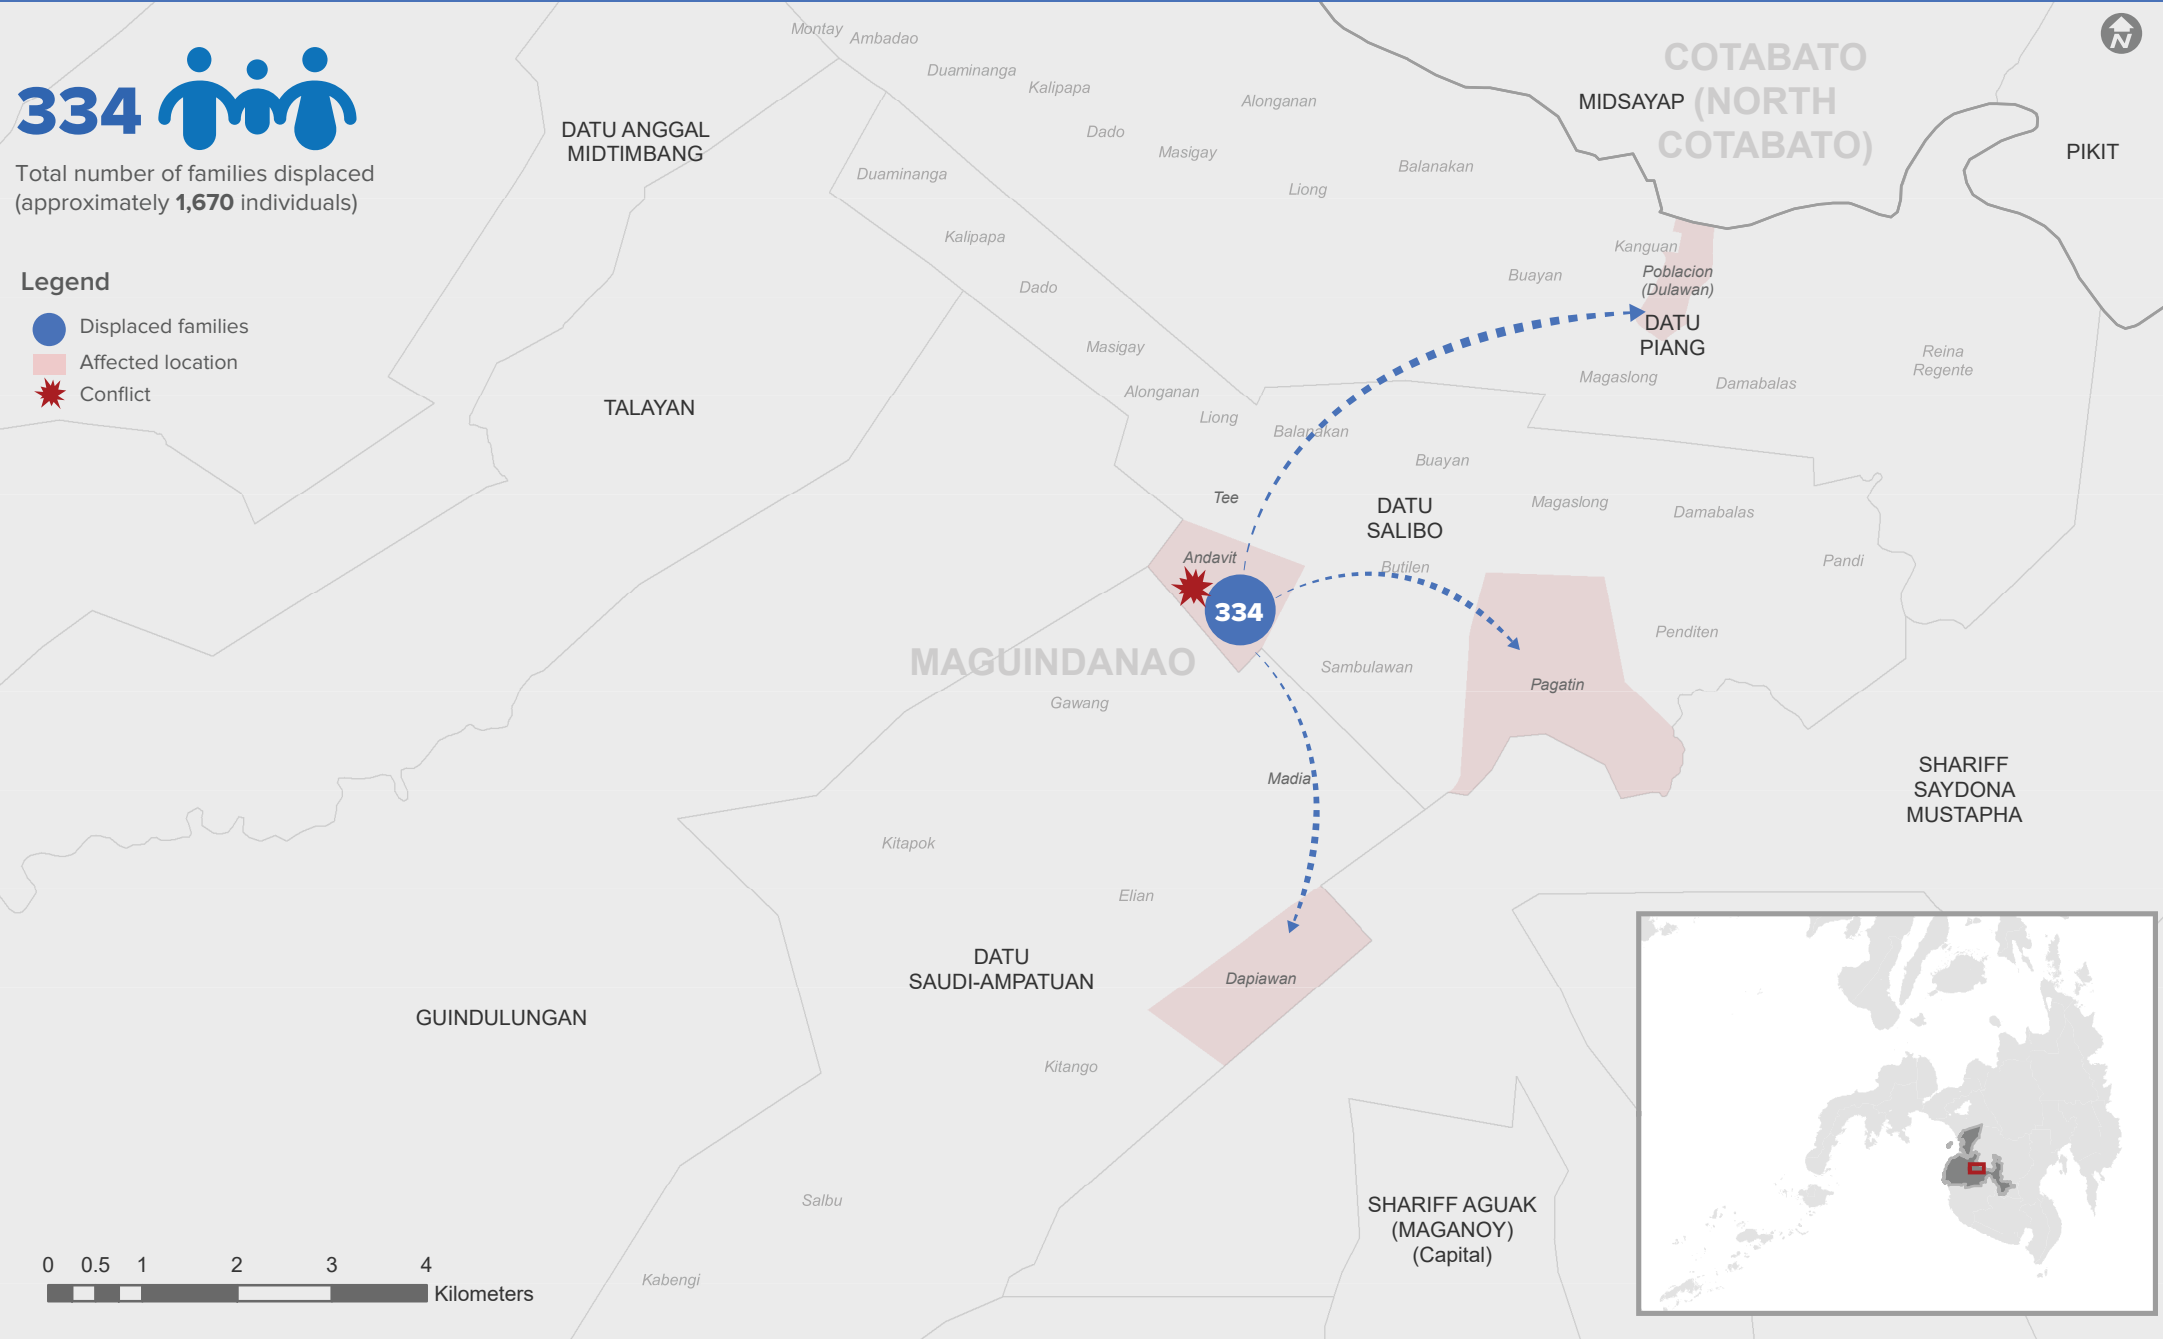 334
Total number of families displaced
(approximately 1,670 individuals)
Legend
Displaced families
Affected location
Conflict
Montay
Ambadao
Duaminanga
Kalipapa
Alonganan
Dado
Masigay
Liong
Balanakan
COTABATO
(NORTH
COTABATO)
MIDSAYAP
PIKIT
N
DATU ANGGAL
MIDTIMBANG
Duaminanga
Kalipapa
Dado
Masigay
Alonganan
Liong
Balanakan
Buayan
Kanguan
Poblacion
(Dulawan)
Buayan
DATU
PIANG
Magaslong
Damabalas
Reina
Regente
TALAYAN
Tee
DATU
SALIBO
Magaslong
Damabalas
Pandi
Andavit
334
Butilen
Penditen
Sambulawan
Pagatin
MAGUINDANAO
Gawang
Madia
SHARIFF
SAYDONA
MUSTAPHA
Kitapok
Elian
DATU
SAUDI-AMPATUAN
Dapiawan
GUINDULUNGAN
Kitango
Salbu
SHARIFF AGUAK
(MAGANOY)
(Capital)
Kabengi
0 0.5 1 2 3 4
Kilometers